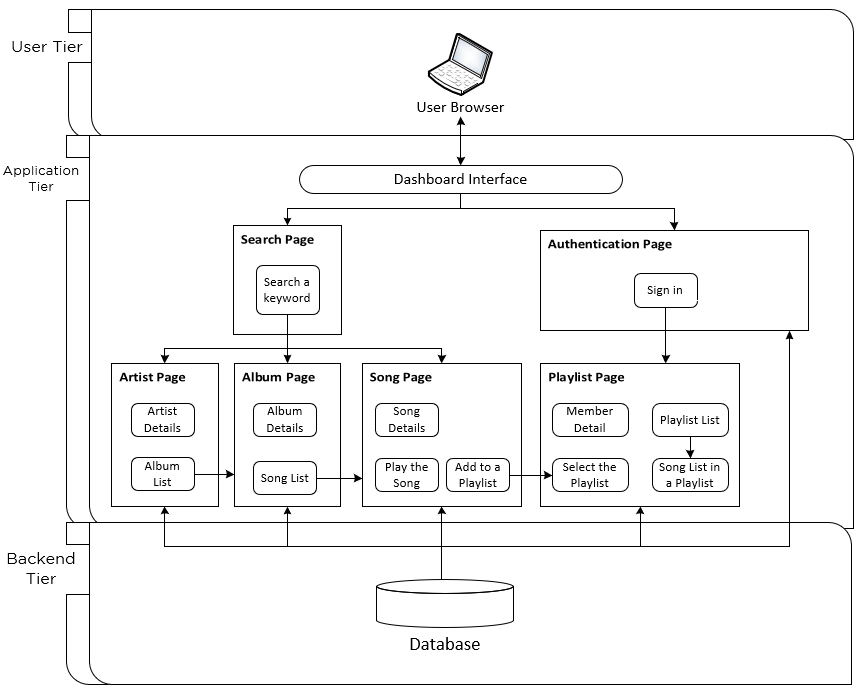 User Tier
User Browser
Application
Tier
Dashboard Interface
Search Page
Search a
keyword
Authentication Page
Sign in
Artist Page
Artist
Details
Album
List
Album Page
Album
Details
Song List
Song Page
Song
Details
Play the
Song
Add to a
Playlist
Playlist Page
Member
Detail
Playlist List
Select the
Playlist
Song List in
a Playlist
Backend
Tier
Database